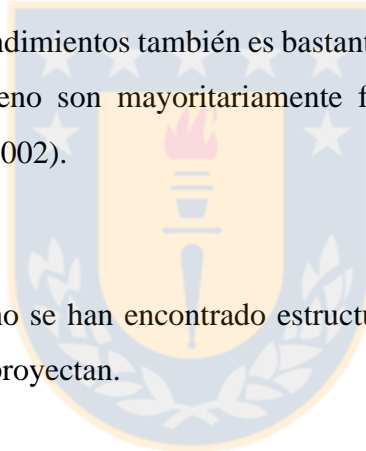 ndimientos también es bastant
eno son mayoritariamente f
002).
no se han encontrado estructu
proyectan.